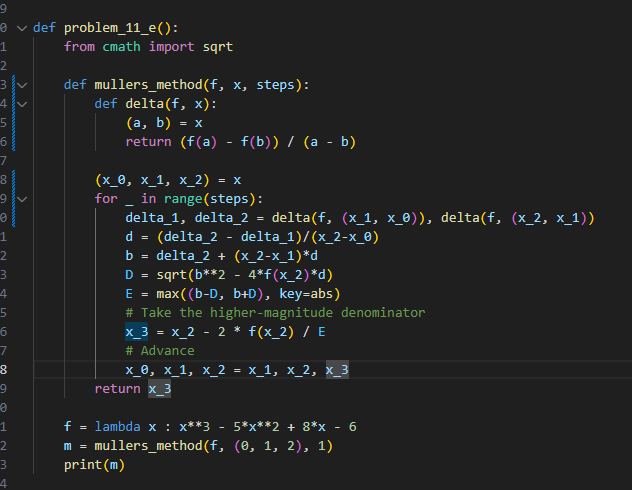 9
0 def problem_11_e():
1     from cmath import sqrt
2
3     def mullers_method(f, x, steps):
4         def delta(f, x):
5             (a, b) = x
6             return (f(a) - f(b)) / (a - b)
7
8         (x_0, x_1, x_2) = x
9         for _ in range(steps):
0             delta_1, delta_2 = delta(f, (x_1, x_0)), delta(f, (x_2, x_1))
1             d = (delta_2 - delta_1)/(x_2-x_0)
2             b = delta_2 + (x_2-x_1)*d
3             D = sqrt(b**2 - 4*f(x_2)*d)
4             E = max((b-D, b+D), key=abs)
5             # Take the higher-magnitude denominator
6             x_3 = x_2 - 2 * f(x_2) / E
7             # Advance
8             x_0, x_1, x_2 = x_1, x_2, x_3
9         return x_3
0
1     f = lambda x : x**3 - 5*x**2 + 8*x - 6
2     m = mullers_method(f, (0, 1, 2), 1)
3     print(m)
4